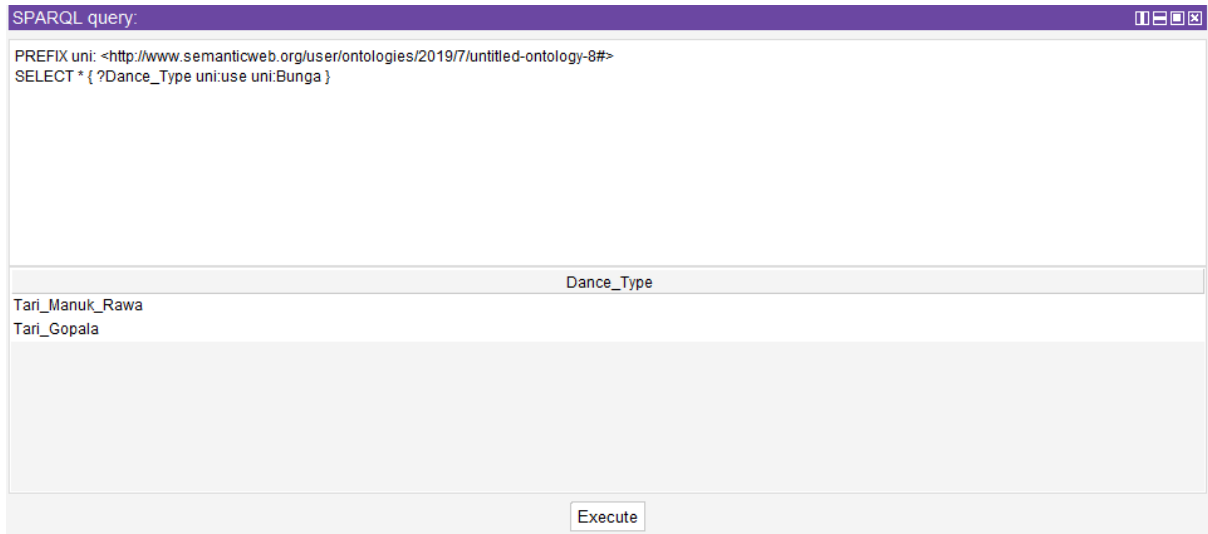 SPARQL query:
PREFIX uni: <http://www.semanticweb.org/user/ontologies/2019/7/untitled-ontology-8#>
SELECT * { ?Dance_Type uni:use uni:Bunga }
Dance_Type
Tari_Manuk_Rawa
Tari_Gopala
Execute